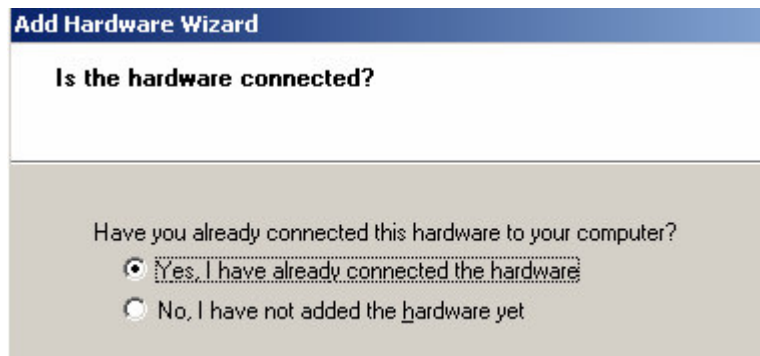 Add Hardware Wizard
Is the hardware connected?
Have you already connected this hardware to your computer?
Yes, I have already connected the hardware
No, I have not added the hardware yet